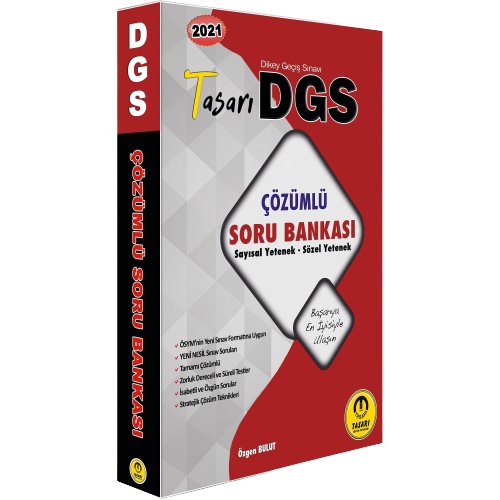 DGS
ÇÖZÜMLÜ SORU BANKASI
2021
Dikey Geçiş Sınavı
Tasarı DGS
ÇÖZÜMLÜ
SORU BANKASI
Sayısal Yetenek - Sözel Yetenek
Başarıya
En İyisiyle
Ulaşın
ÖSYM'nin Yeni Sınav Formatına Uygun
YENİ NESİL Sınav Soruları
Tamamı Çözümlü
Zorluk Dereceli ve Süreli Testler
İsabetli ve Özgün Sorular
Stratejik Çözüm Teknikleri
Özgen BULUT
TASARI